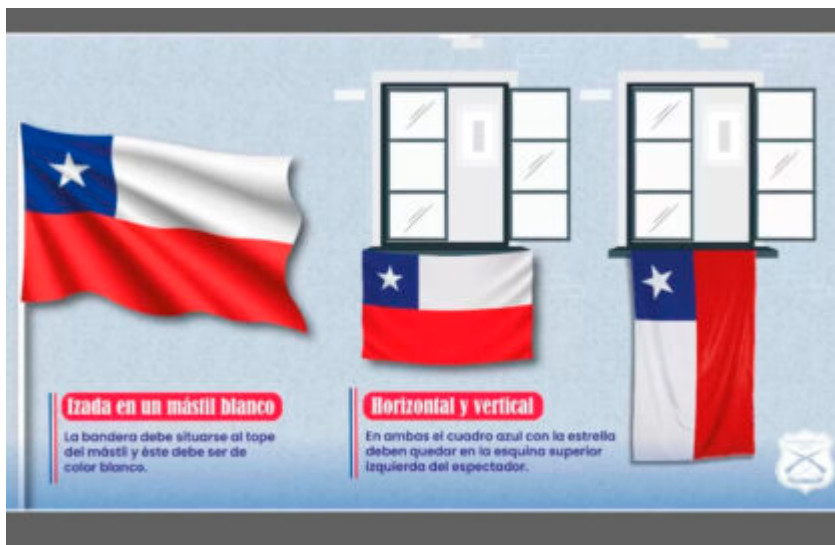 Izada en un mástil blanco
La bandera debe situarse al tope
del mástil y éste debe ser de
color blanco.
Horizontal y vertical
En ambas el cuadro azul con la estrella
deben quedar en la esquina superior
izquierda del espectador.